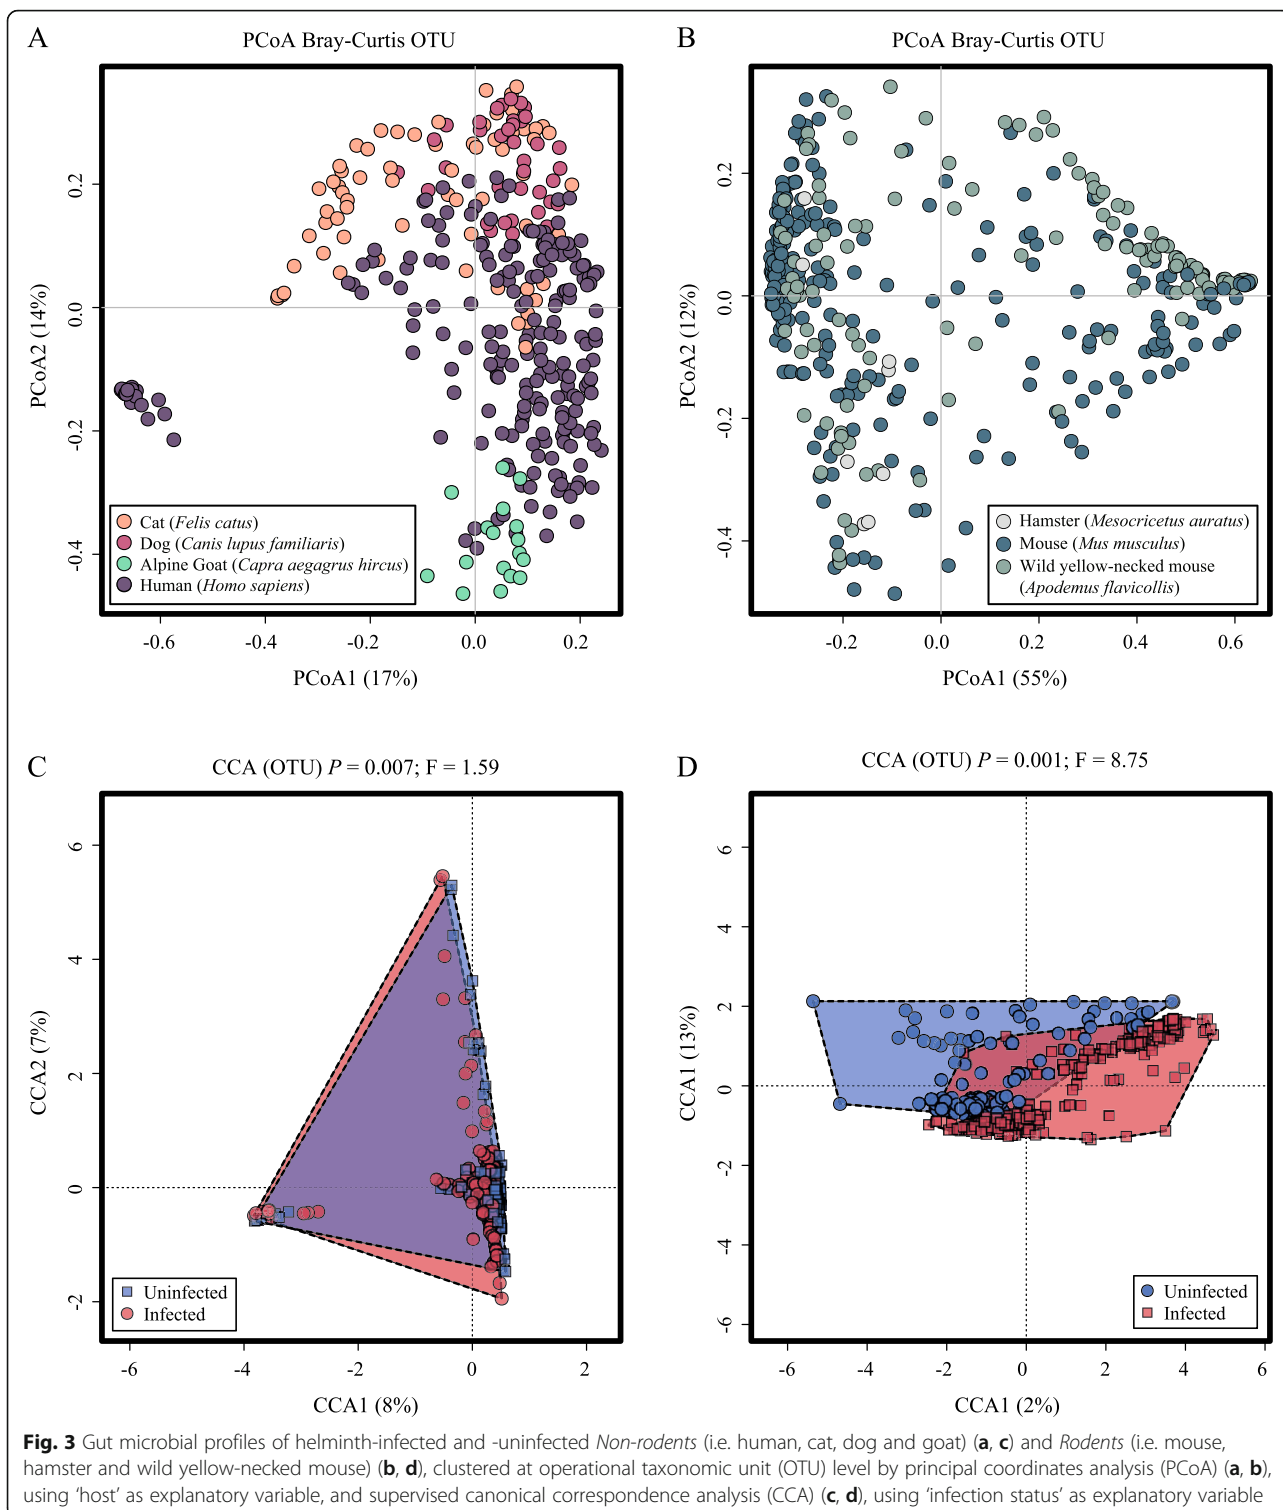 A
PCoA Bray-Curtis OTU
PCoA2 (14%)
0.2
0.0
-0.2
-0.4
Cat (Felis catus)
Dog (Canis lupus familiaris)
Alpine Goat (Capra aegagrus hircus)
Human (Homo sapiens)
-0.6
-0.4
-0.2
0.0
0.2
PCoA1 (17%)
B
PCoA Bray-Curtis OTU
PCoA2 (12%)
0.2
0.0
-0.2
-0.4
Hamster (Mesocricetus auratus)
Mouse (Mus musculus)
Wild yellow-necked mouse
(Apodemus flavicollis)
-0.2
0.0
0.2
0.4
0.6
PCoA1 (55%)
C
CCA (OTU) P = 0.007; F = 1.59
CCA2 (7%)
6
4
2
0
-2
Uninfected
Infected
-6
-4
-2
0
2
CCA1 (8%)
D
CCA (OTU) P = 0.001; F = 8.75
CCA1 (13%)
6
4
2
0
-2
-4
-6
Uninfected
Infected
-6
-4
-2
0
2
4
6
CCA1 (2%)
Fig. 3 Gut microbial profiles of helminth-infected and -uninfected Non-rodents (i.e. human, cat, dog and goat) (a, c) and Rodents (i.e. mouse,
hamster and wild yellow-necked mouse) (b, d), clustered at operational taxonomic unit (OTU) level by principal coordinates analysis (PCoA) (a, b),
using 'host' as explanatory variable, and supervised canonical correspondence analysis (CCA) (c, d), using 'infection status' as explanatory variable